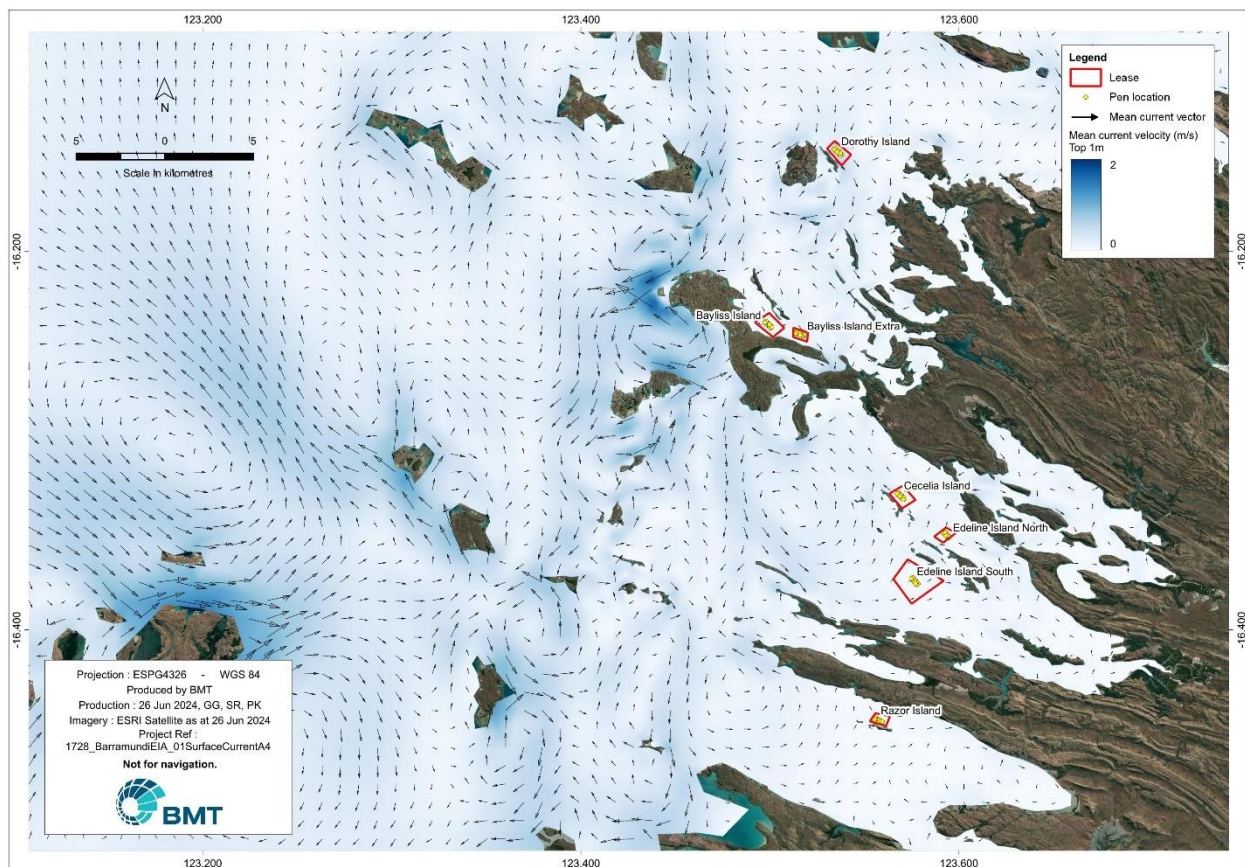 123.200
123.400
123.600
N
5
0
5
Scale in kilometres
Legend
Lease
Pen location
Mean current vector
Mean current velocity (m/s)
Top 1m
2
0
Dorothy Island
-16.200
-16.200
Bayliss Island
Bayliss Island Extra
Cecelia Island
Edeline Island North
Edeline Island South
-16.400
-16.400
Razor Island
Projection : ESPG4326 - WGS 84
Produced by BMT
Production : 26 Jun 2024, GG, SR, PK
Imagery : ESRI Satellite as at 26 Jun 2024
Project Ref :
1728_BarramundiEIA_01SurfaceCurrentA4
Not for navigation.
BMT
123.200
123.400
123.600